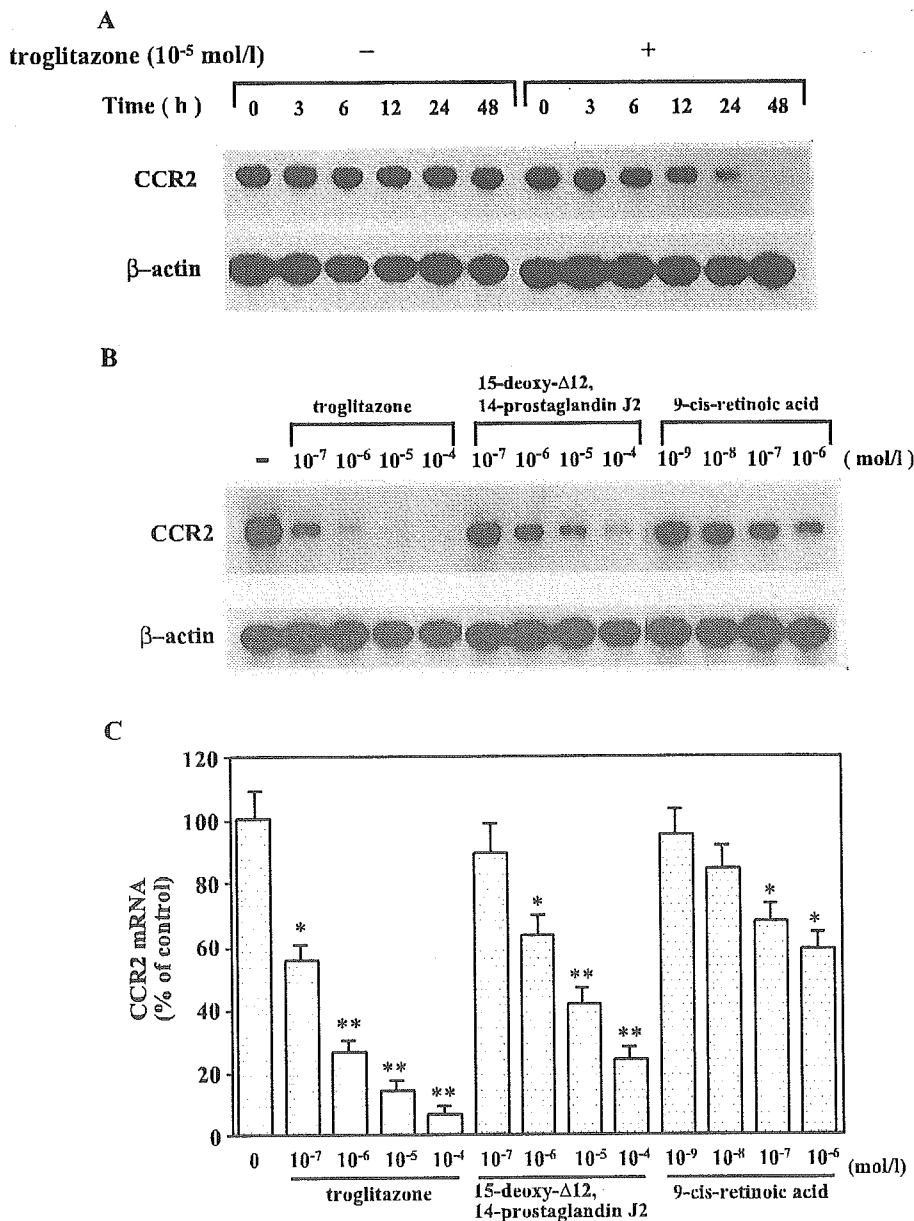 A
troglitazone (10⁻⁵ mol/l) − +
Time ( h ) 0 3 6 12 24 48 0 3 6 12 24 48
CCR2
β–actin
B
troglitazone 15-deoxy-Δ12, 14-prostaglandin J2 9-cis-retinoic acid
− 10⁻⁷ 10⁻⁶ 10⁻⁵ 10⁻⁴ 10⁻⁷ 10⁻⁶ 10⁻⁵ 10⁻⁴ 10⁻⁹ 10⁻⁸ 10⁻⁷ 10⁻⁶ ( mol/l)
CCR2
β–actin
C
CCR2 mRNA
(% of control)
120
100
80
60
40
20
0
* ** ** ** * ** ** * *
0 10⁻⁷ 10⁻⁶ 10⁻⁵ 10⁻⁴ 10⁻⁷ 10⁻⁶ 10⁻⁵ 10⁻⁴ 10⁻⁹ 10⁻⁸ 10⁻⁷ 10⁻⁶ (mol/l)
troglitazone 15-deoxy-Δ12, 14-prostaglandin J2 9-cis-retinoic acid